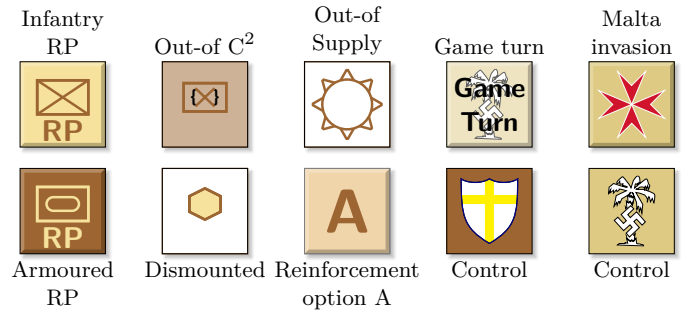 Infantry
RP
Out-of C²
Out-of
Supply
Game turn
Malta
invasion
RP
Game
Turn
RP
A
Armoured
RP
Dismounted
Reinforcement
option A
Control
Control